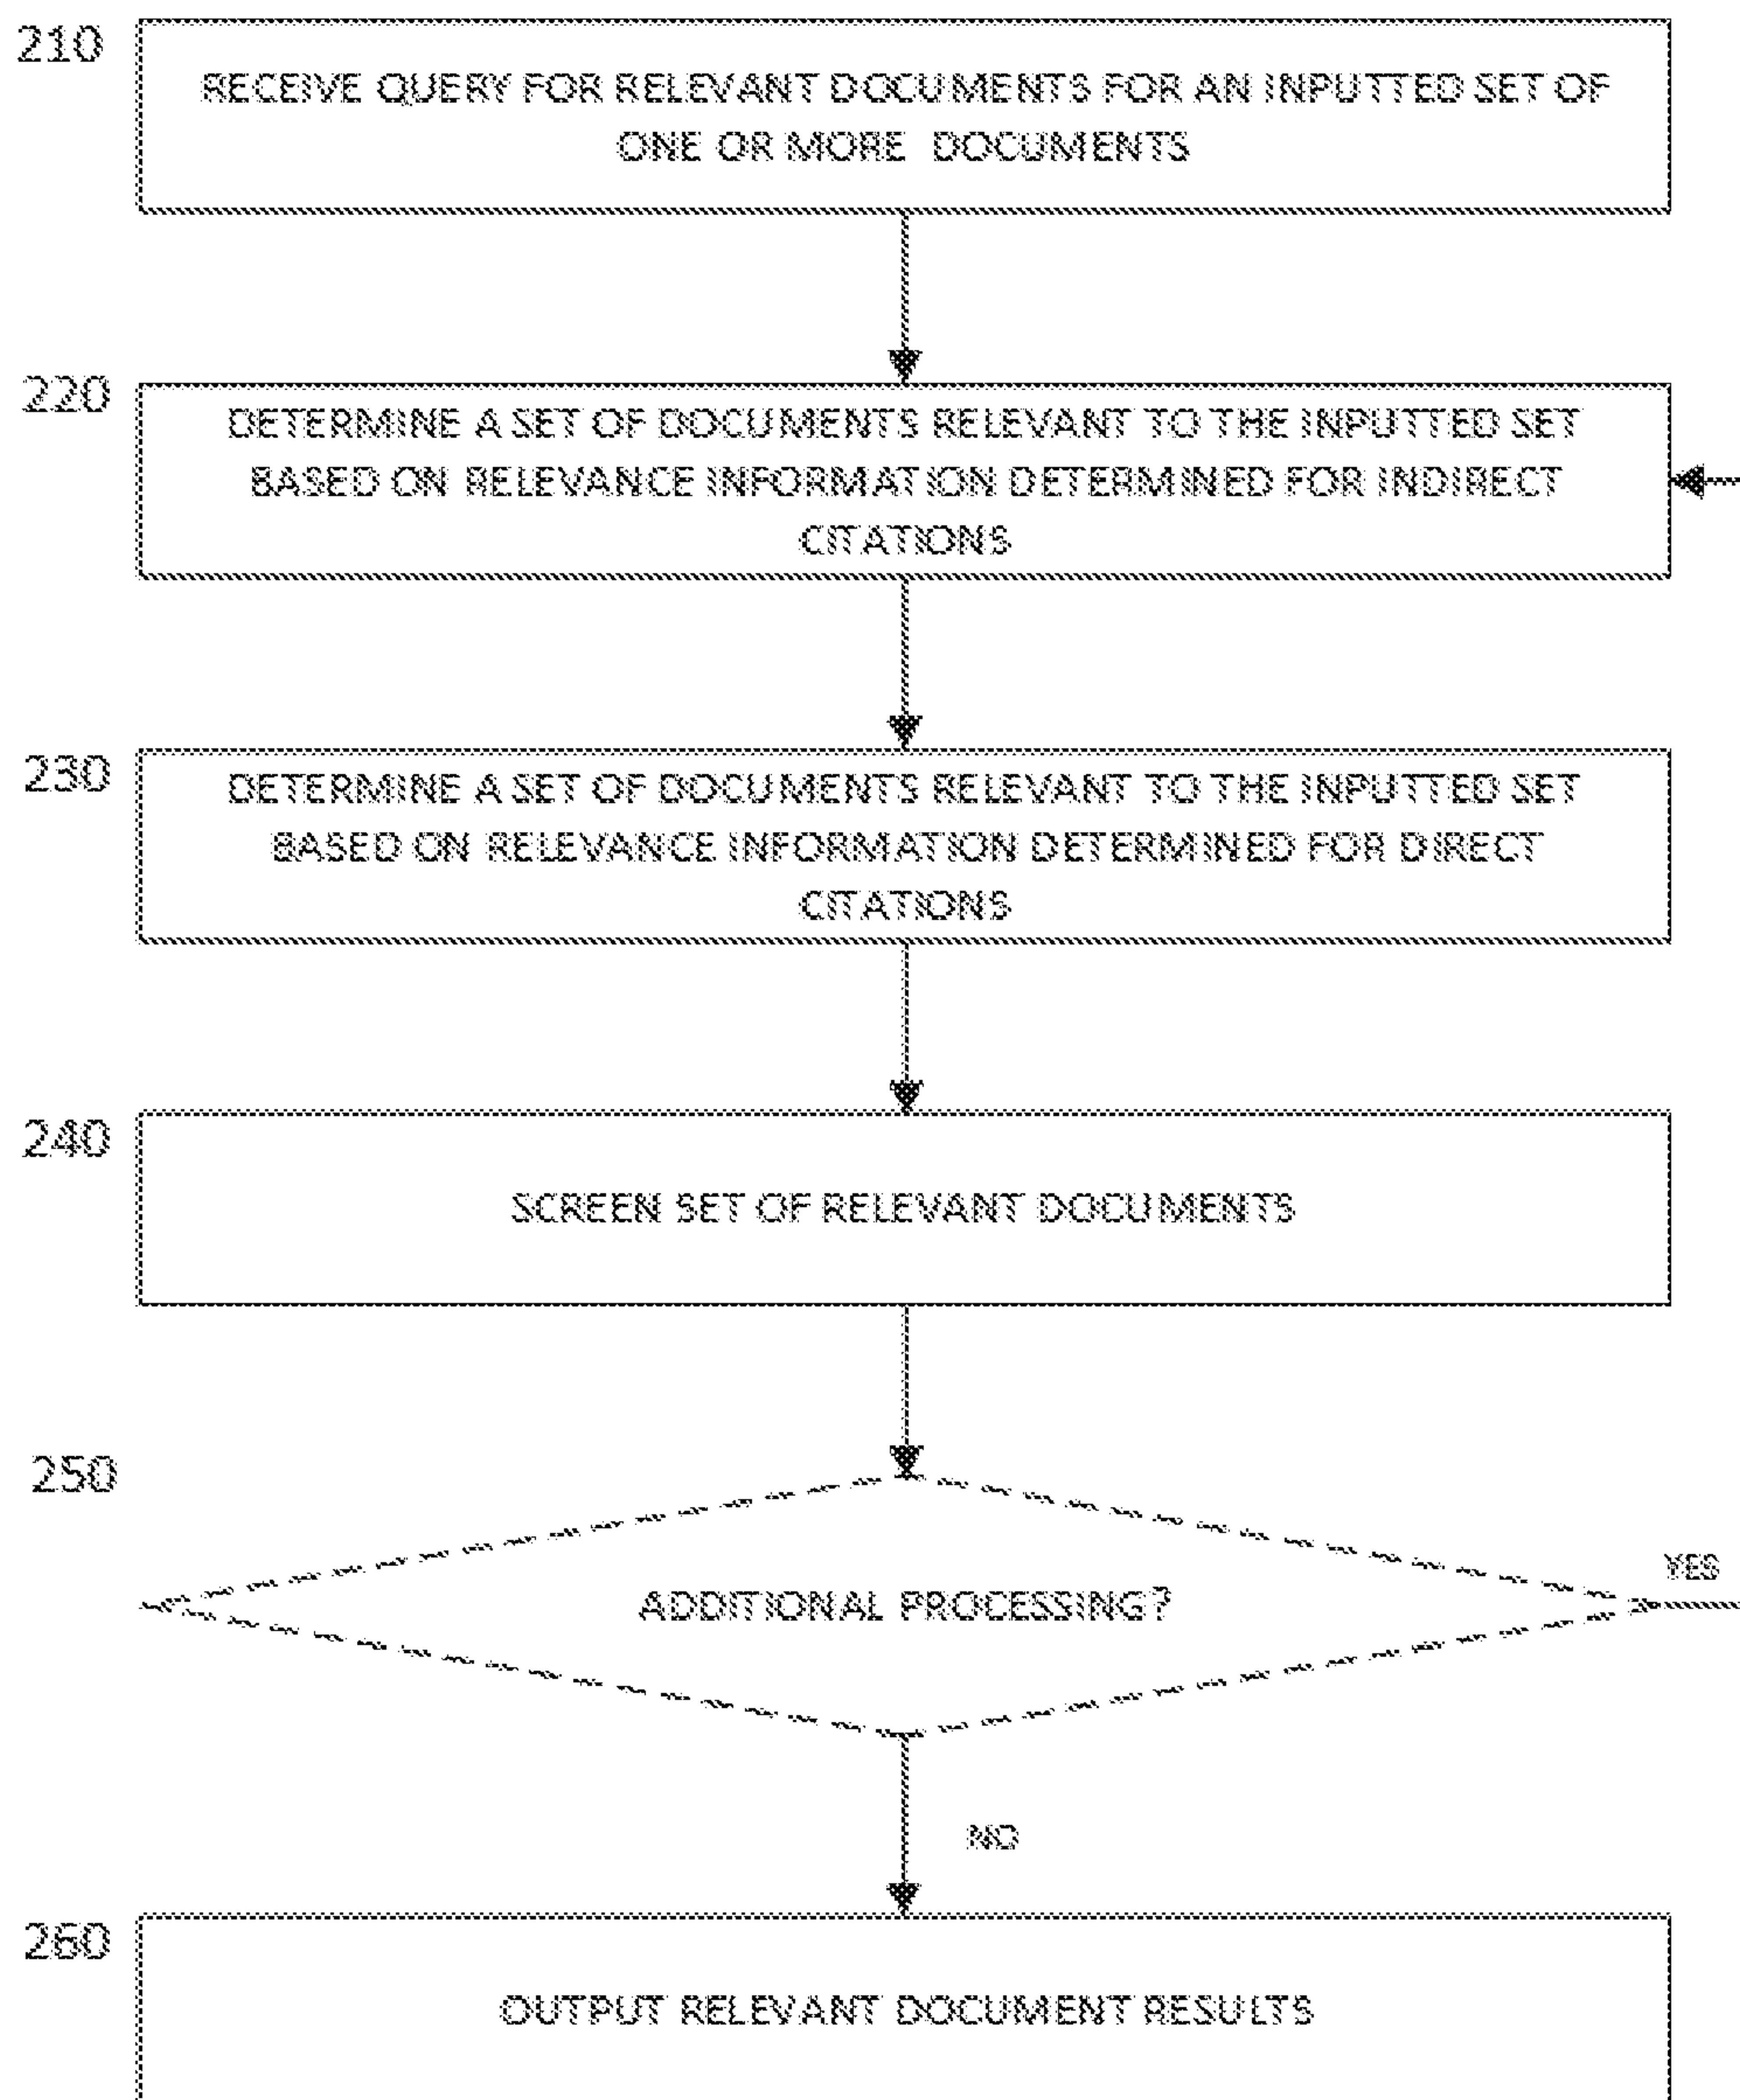 210
RECEIVE QUERY FOR RELEVANT DOCUMENTS FOR AN INPUTTED SET OF
ONE OR MORE DOCUMENTS
220
DETERMINE A SET OF DOCUMENTS RELEVANT TO THE INPUTTED SET
BASED ON RELEVANCE INFORMATION DETERMINED FOR INDIRECT
CITATIONS
230
DETERMINE A SET OF DOCUMENTS RELEVANT TO THE INPUTTED SET
BASED ON RELEVANCE INFORMATION DETERMINED FOR DIRECT
CITATIONS
240
SCREEN SET OF RELEVANT DOCUMENTS
250
YES
ADDITIONAL PROCESSING?
NO
260
OUTPUT RELEVANT DOCUMENT RESULTS